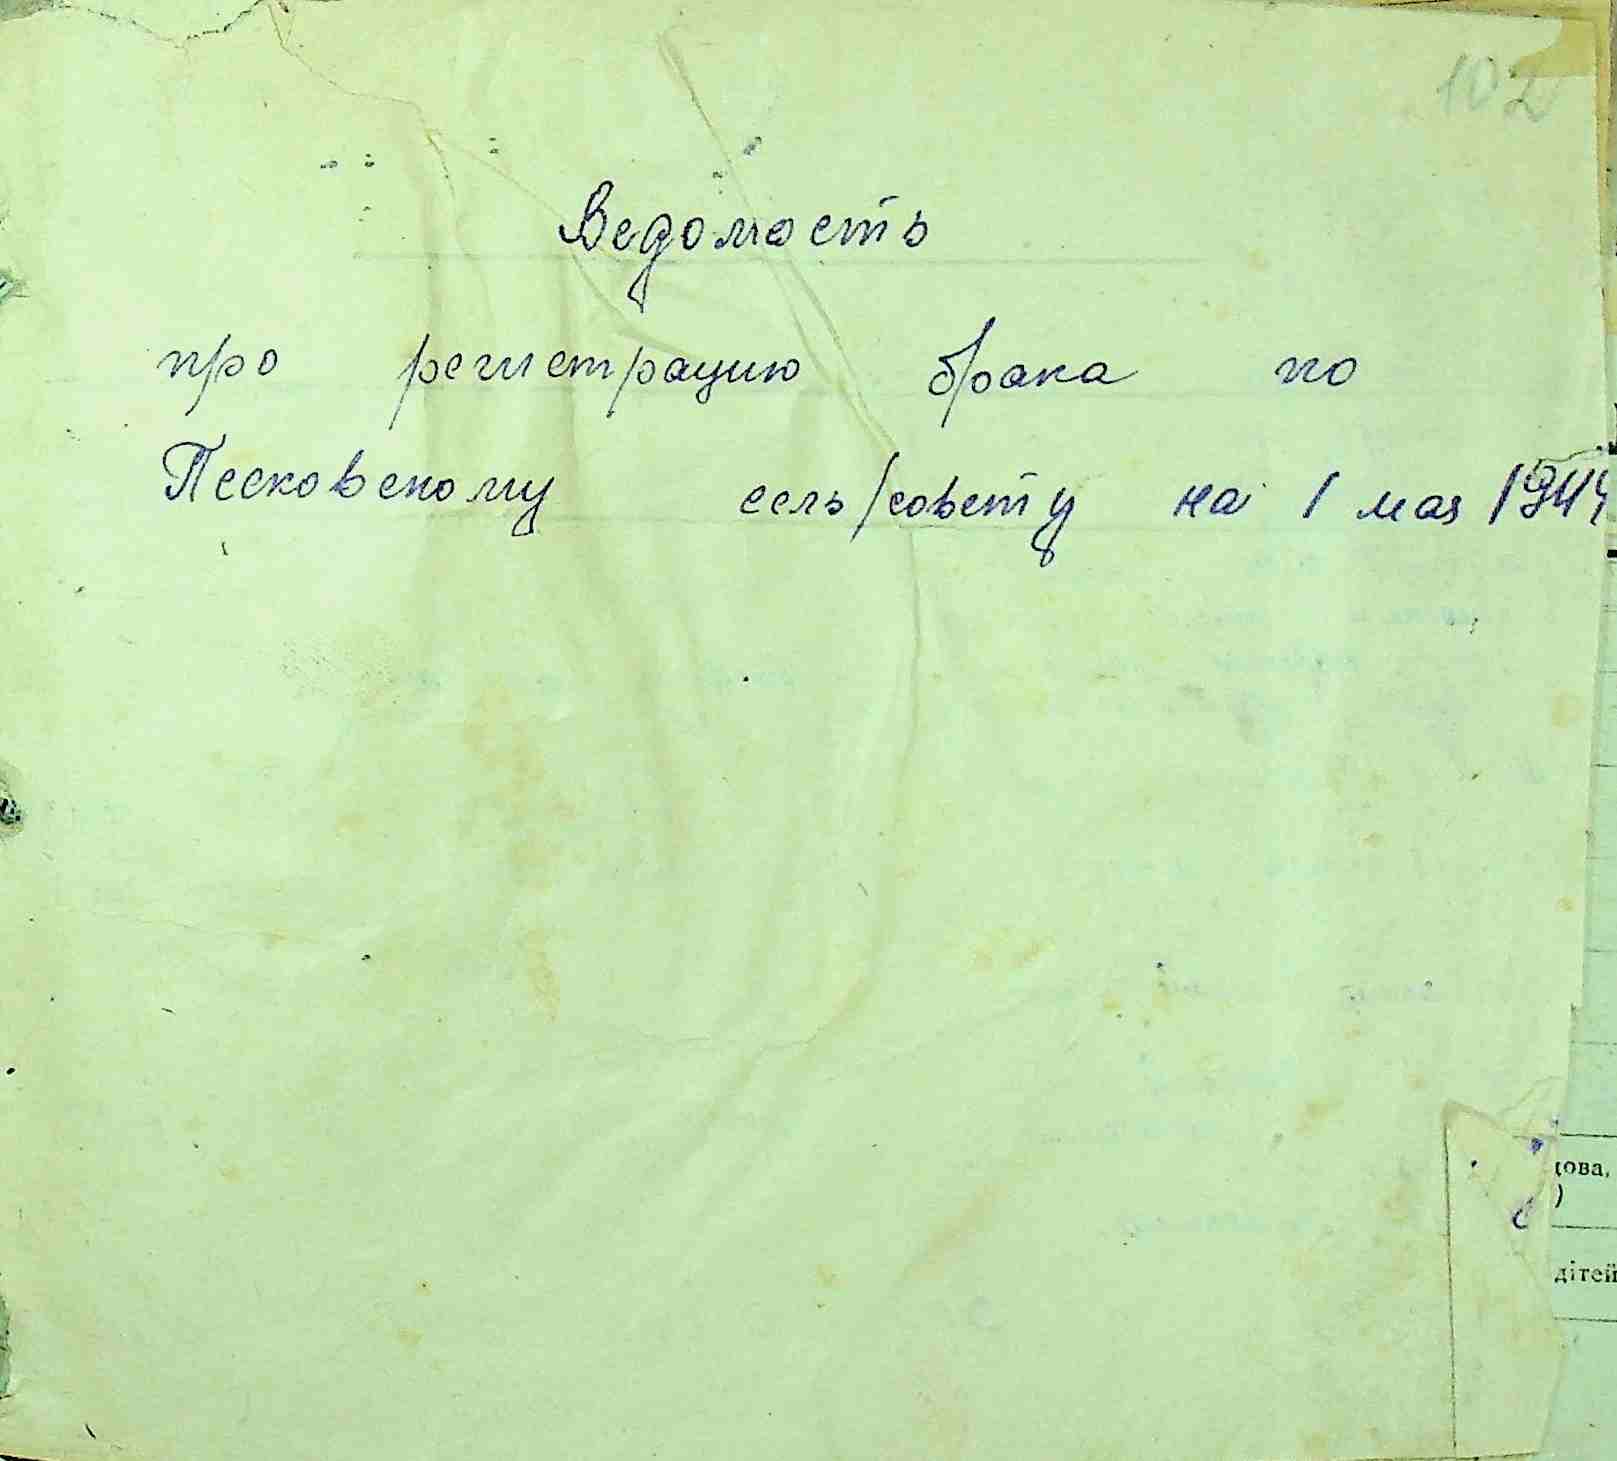 102
Ведомость
про регистрацию брака по
Песковскому сель/совету на 1 мая 1944
дова,
)
дітей